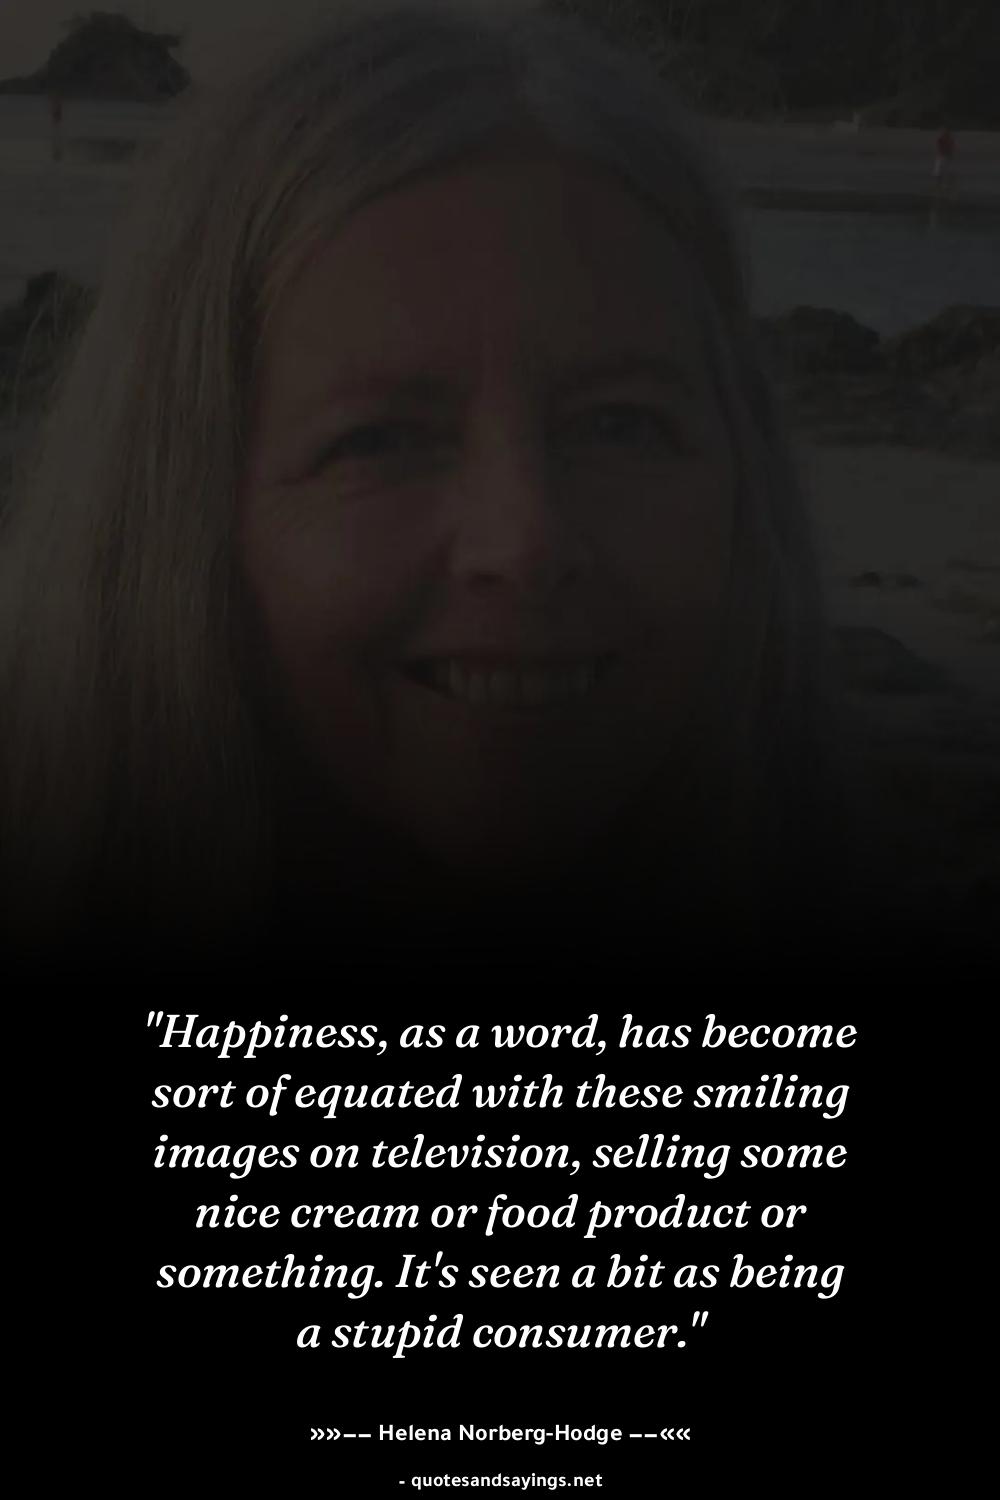 "Happiness, as a word, has become
sort of equated with these smiling
images on television, selling some
nice cream or food product or
something. It's seen a bit as being
a stupid consumer."
»»–– Helena Norberg-Hodge ––««
- quotesandsayings.net